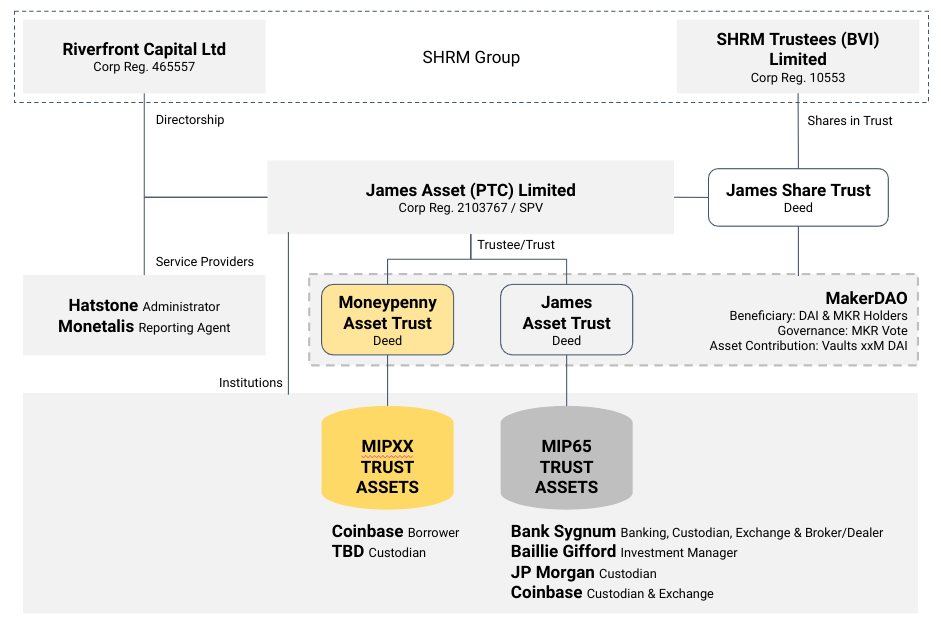 Riverfront Capital Ltd
Corp Reg. 465557
SHRM Group
SHRM Trustees (BVI)
Limited
Corp Reg. 10553
Directorship
Shares in Trust
James Asset (PTC) Limited
Corp Reg. 2103767 / SPV
James Share Trust
Deed
Trustee/Trust
Service Providers
Hatstone Administrator
Monetalis Reporting Agent
Moneypenny
Asset Trust
Deed
James
Asset Trust
Deed
MakerDAO
Beneficiary: DAI & MKR Holders
Governance: MKR Vote
Asset Contribution: Vaults xxM DAI
Institutions
MIPXX
TRUST
ASSETS
MIP65
TRUST
ASSETS
Coinbase Borrower
TBD Custodian
Bank Sygnum Banking, Custodian, Exchange & Broker/Dealer
Baillie Gifford Investment Manager
JP Morgan Custodian
Coinbase Custodian & Exchange